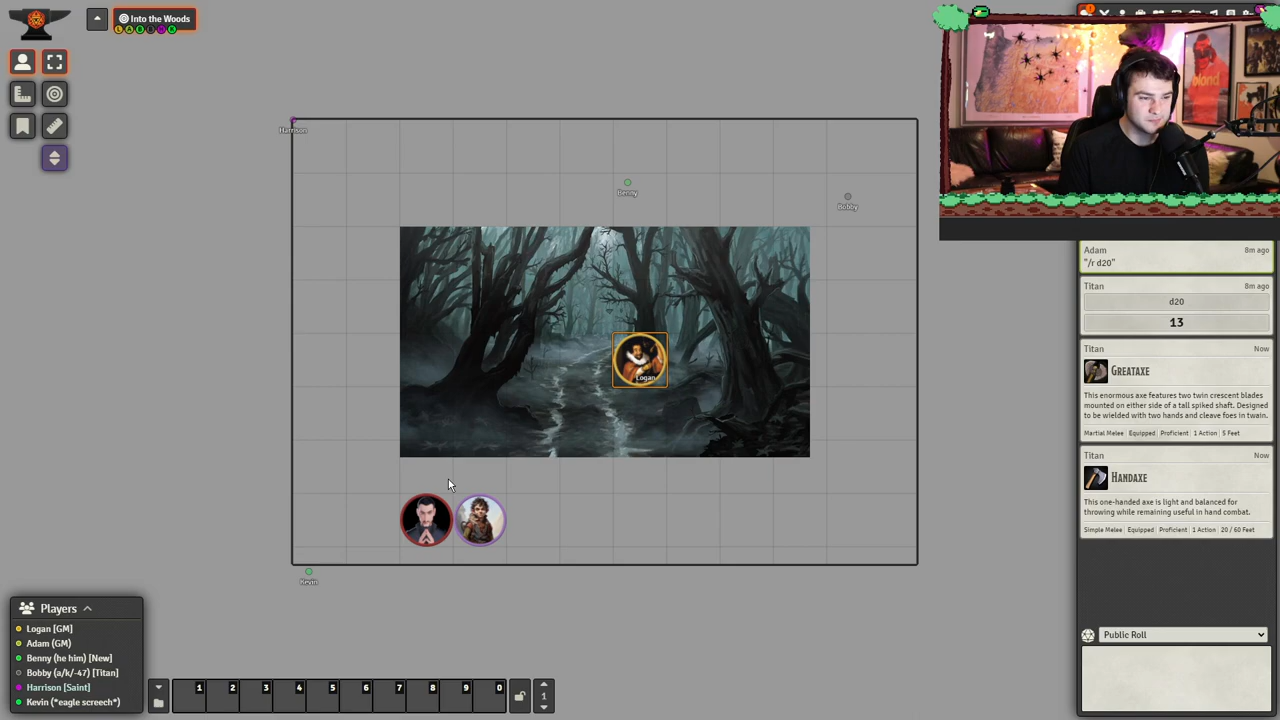 Into the Woods
L A B B H K
blond
Harrison
Benny
Bobby
Logan
Kevin
Adam 8m ago
"/r d20"
Titan 8m ago
d20
13
Titan Now
Greataxe
This enormous axe features two twin crescent blades
mounted on either side of a tall spiked shaft. Designed
to be wielded with two hands and cleave foes in twain.
Martial Melee Equipped Proficient 1 Action 5 Feet
Titan Now
Handaxe
This one-handed axe is light and balanced for
throwing while remaining useful in hand combat.
Simple Melee Equipped Proficient 1 Action 20 / 60 Feet
Public Roll
Players
Logan [GM]
Adam (GM)
Benny (he him) [New]
Bobby (a/k/-47) [Titan]
Harrison [Saint]
Kevin (*eagle screech*)
1 2 3 4 5 6 7 8 9 0
1